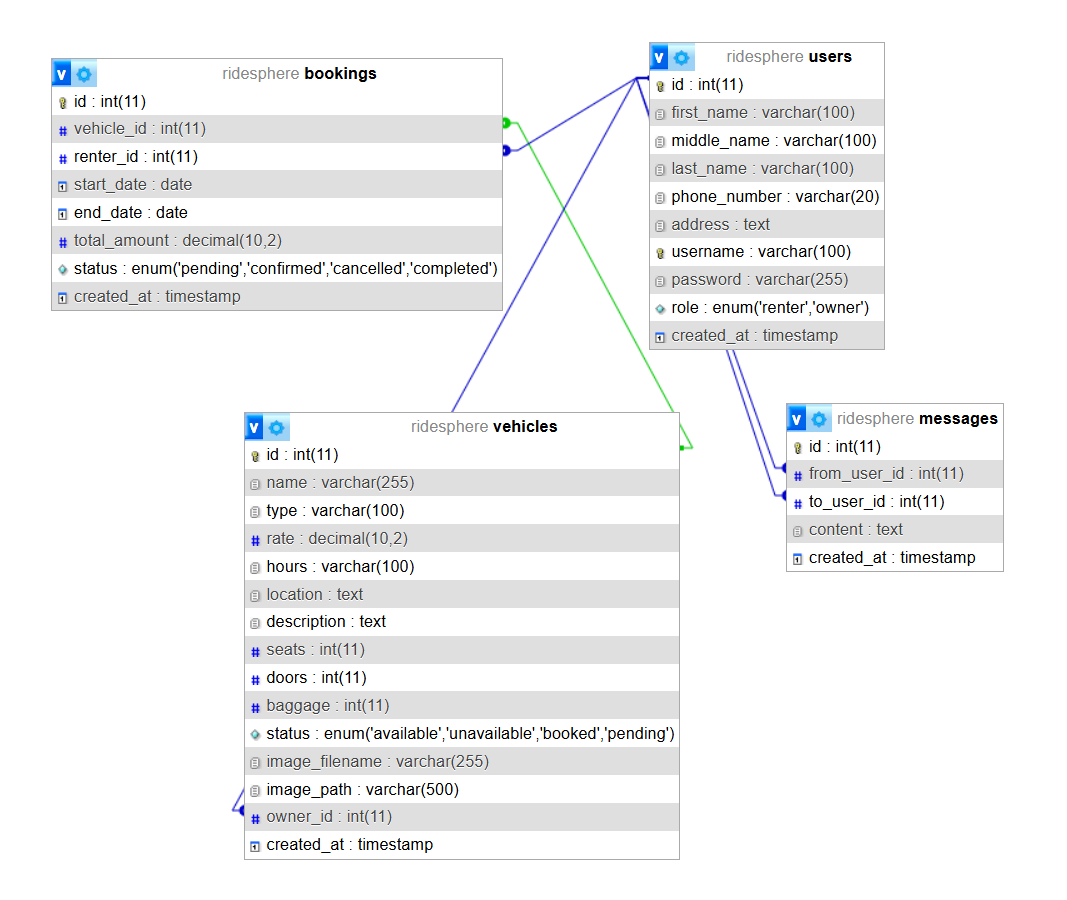 v ridesphere bookings
id : int(11)
# vehicle_id : int(11)
# renter_id : int(11)
start_date : date
end_date : date
# total_amount : decimal(10,2)
status : enum('pending','confirmed','cancelled','completed')
created_at : timestamp
v ridesphere users
id : int(11)
first_name : varchar(100)
middle_name : varchar(100)
last_name : varchar(100)
phone_number : varchar(20)
address : text
username : varchar(100)
password : varchar(255)
role : enum('renter','owner')
created_at : timestamp
v ridesphere vehicles
id : int(11)
name : varchar(255)
type : varchar(100)
# rate : decimal(10,2)
hours : varchar(100)
location : text
description : text
# seats : int(11)
# doors : int(11)
# baggage : int(11)
status : enum('available','unavailable','booked','pending')
image_filename : varchar(255)
image_path : varchar(500)
# owner_id : int(11)
created_at : timestamp
v ridesphere messages
id : int(11)
# from_user_id : int(11)
# to_user_id : int(11)
content : text
created_at : timestamp